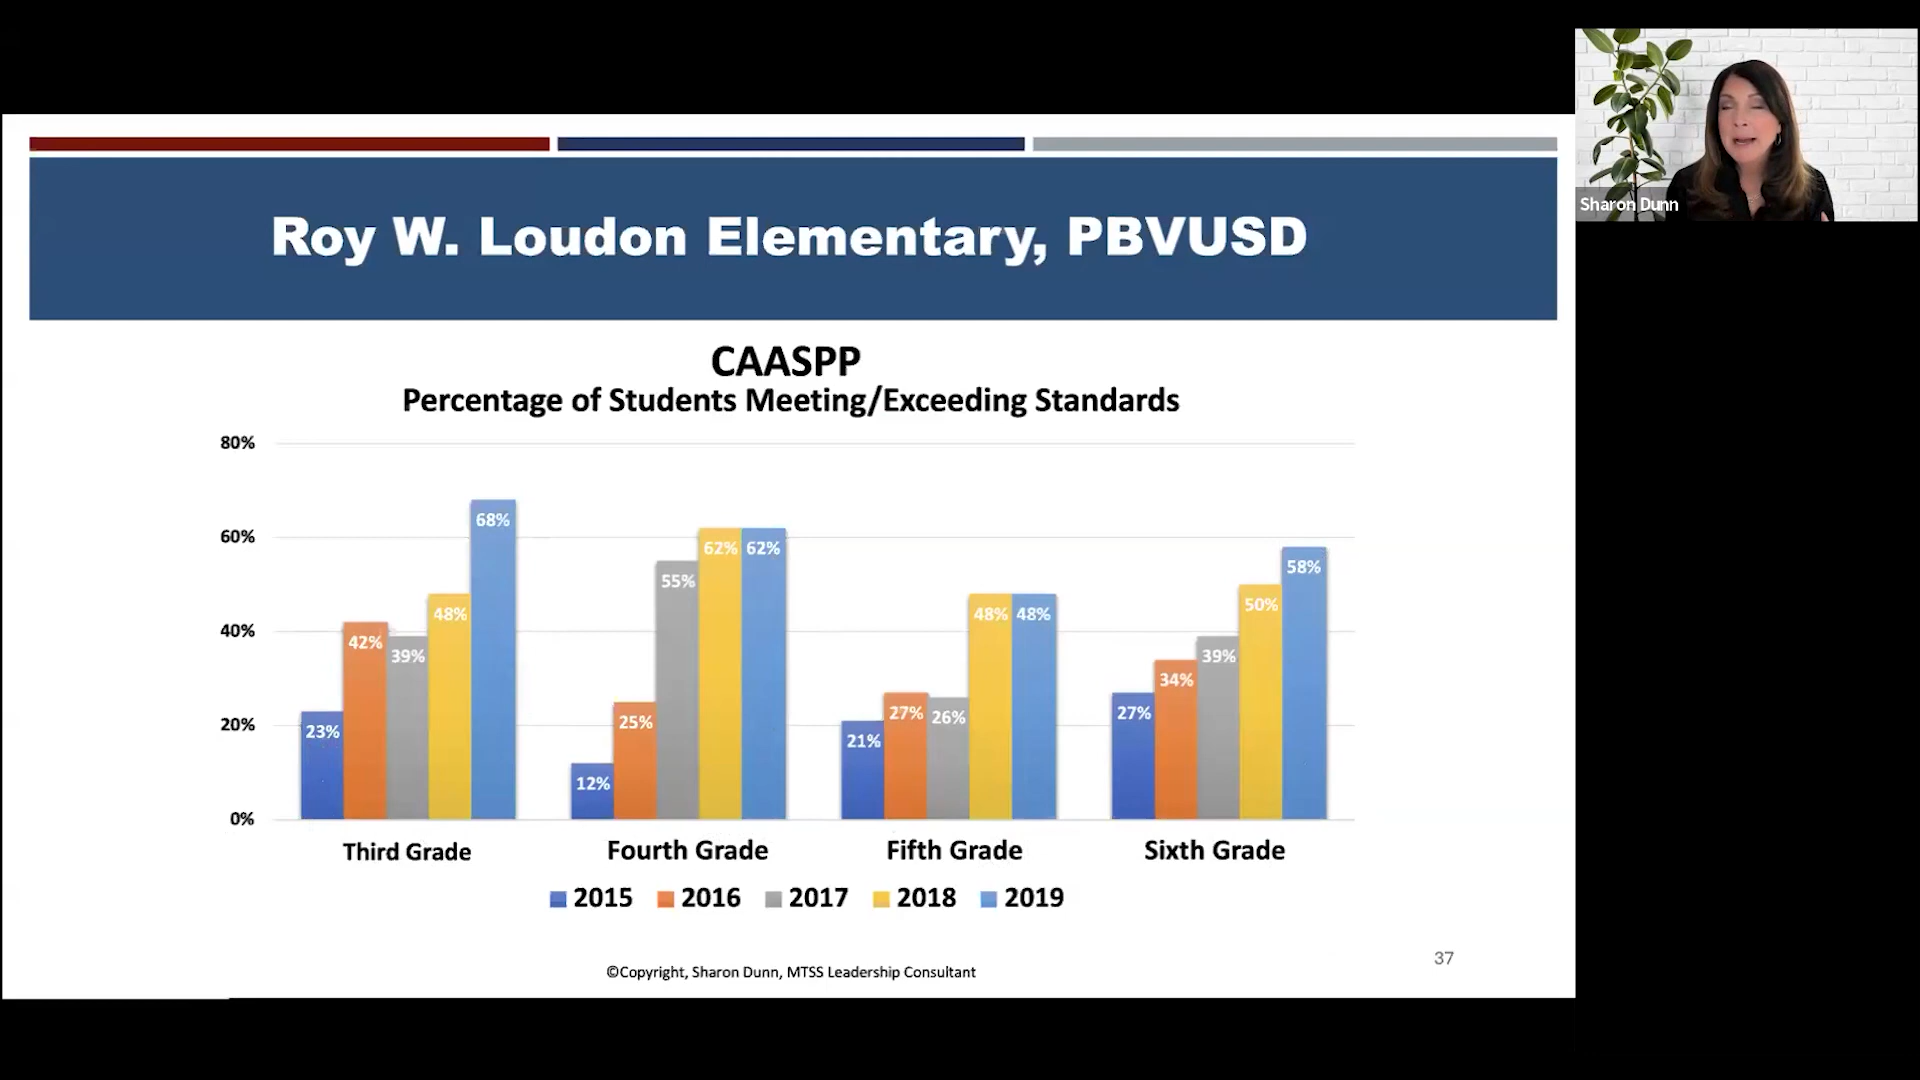 Sharon Dunn
Roy W. Loudon Elementary, PBVUSD
CAASPP
Percentage of Students Meeting/Exceeding Standards
80%
60%
40%
20%
0%
23%
42%
39%
48%
68%
12%
25%
55%
62%
62%
21%
27%
26%
48%
48%
27%
34%
39%
50%
58%
Third Grade
Fourth Grade
Fifth Grade
Sixth Grade
2015 2016 2017 2018 2019
©Copyright, Sharon Dunn, MTSS Leadership Consultant
37